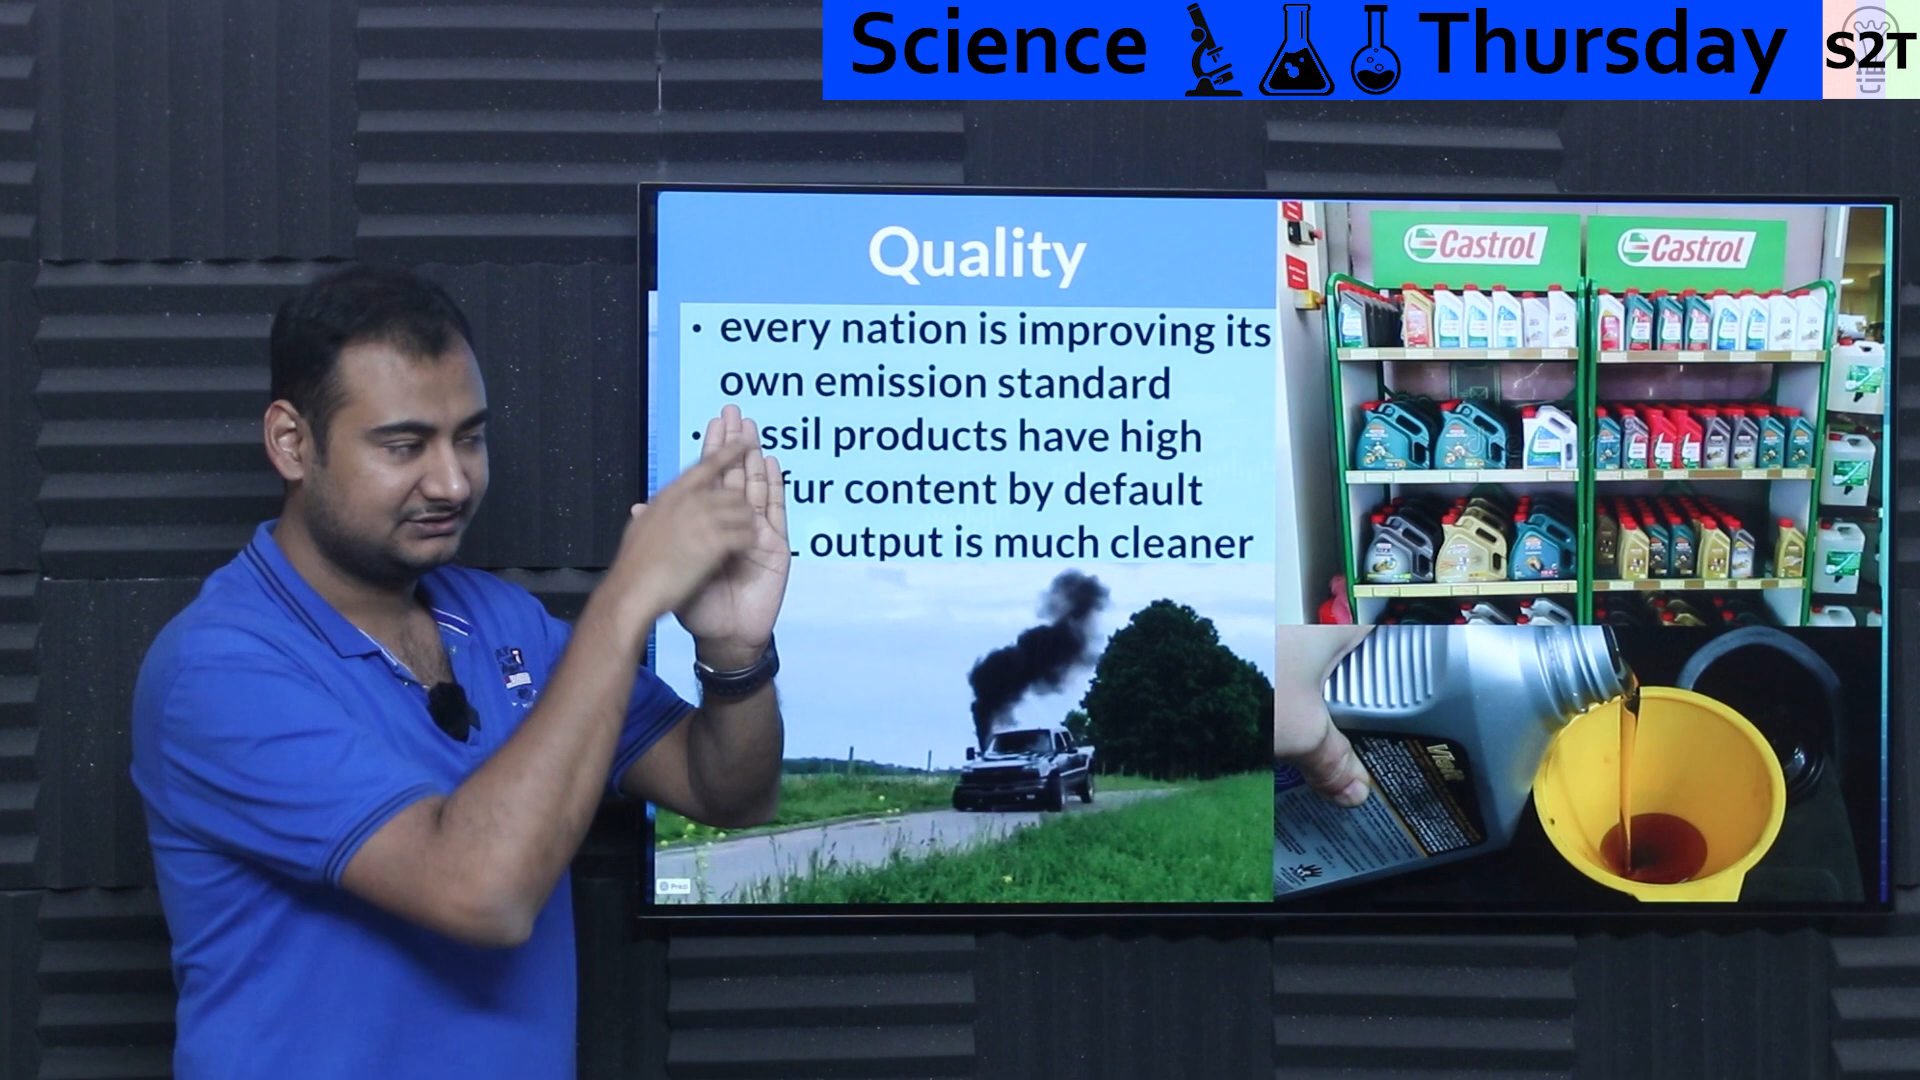 Science Thursday
S2T
Quality
• every nation is improving its
own emission standard
• ssil products have high
fur content by default
L output is much cleaner
Castrol
Castrol
Prezi